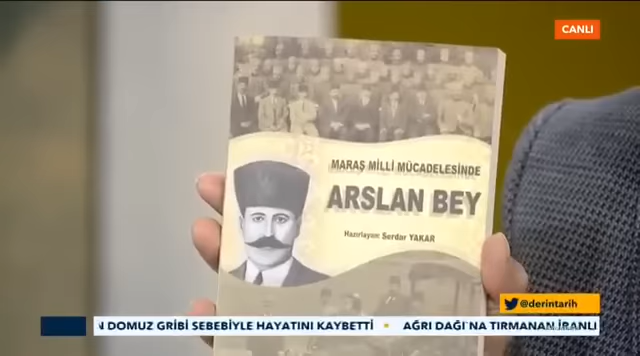 CANLI
MARAŞ MİLLİ MÜCADELESİNDE
ARSLAN BEY
Hazırlayan: Serdar YAKAR
@derintarih
N DOMUZ GRİBİ SEBEBİYLE HAYATINI KAYBETTİ • AĞRI DAĞI'NA TIRMANAN İRANLI